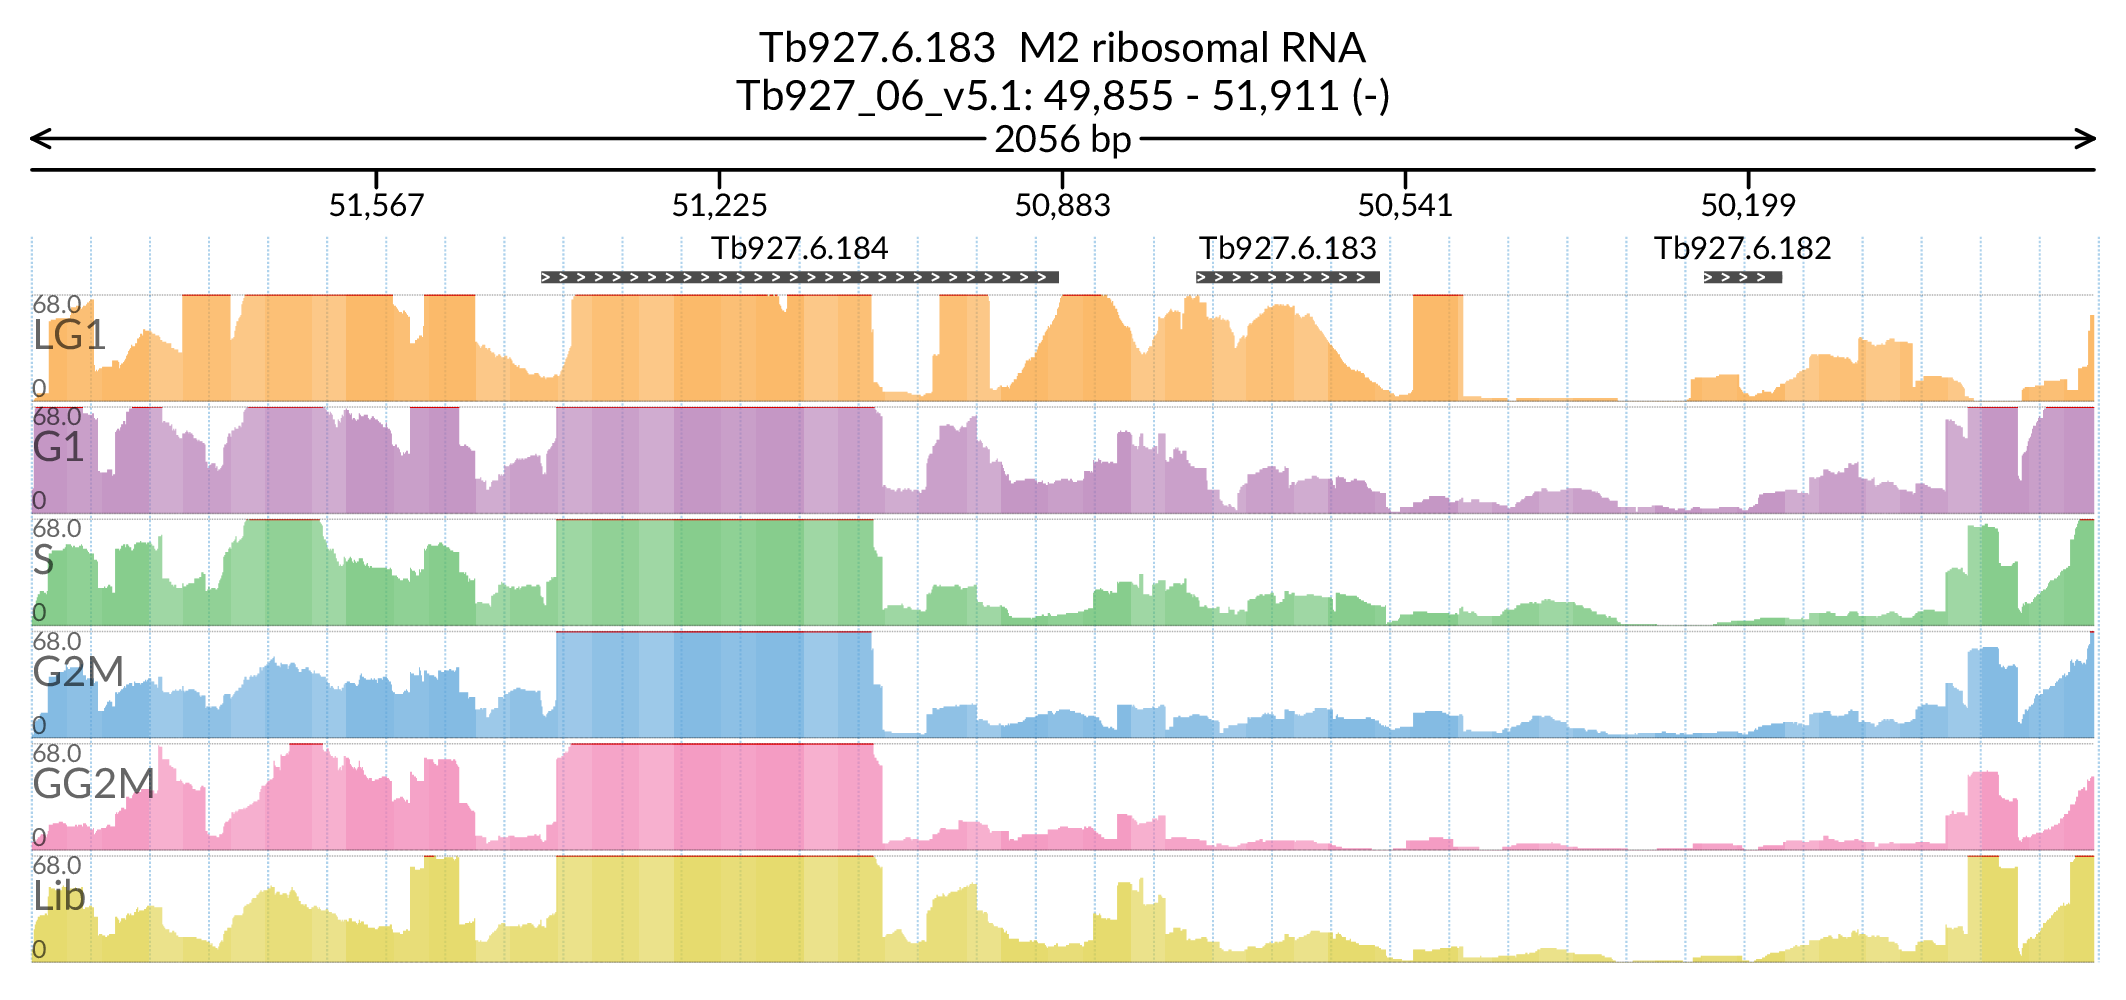 Tb927.6.183  M2 ribosomal RNA
Tb927_06_v5.1: 49,855 - 51,911 (-)
2056 bp
51,567 51,225 50,883 50,541 50,199
Tb927.6.184 Tb927.6.183 Tb927.6.182
68.0
LG1
0
68.0
G1
0
68.0
S
0
68.0
G2M
0
68.0
GG2M
0
68.0
Lib
0